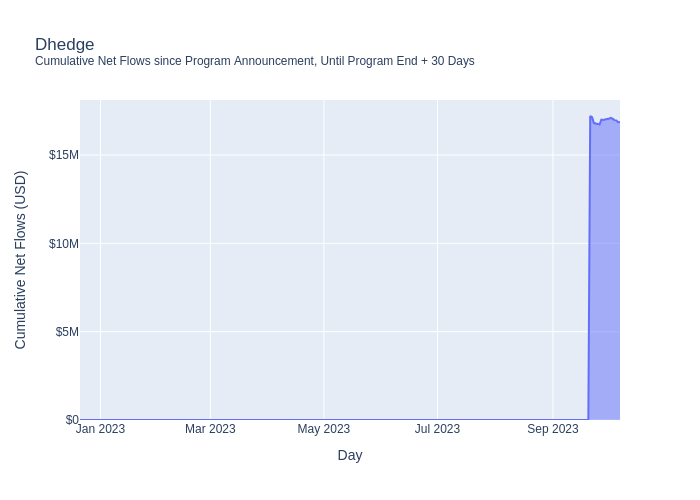 Dhedge
Cumulative Net Flows since Program Announcement, Until Program End + 30 Days
Cumulative Net Flows (USD)
$15M
$10M
$5M
$0
Jan 2023 Mar 2023 May 2023 Jul 2023 Sep 2023
Day